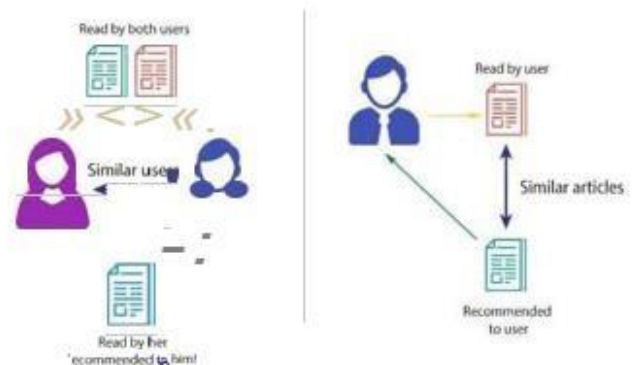 Read by both users
Similar users
Read by her
recommended to him!
Read by user
Similar articles
Recommended
to user